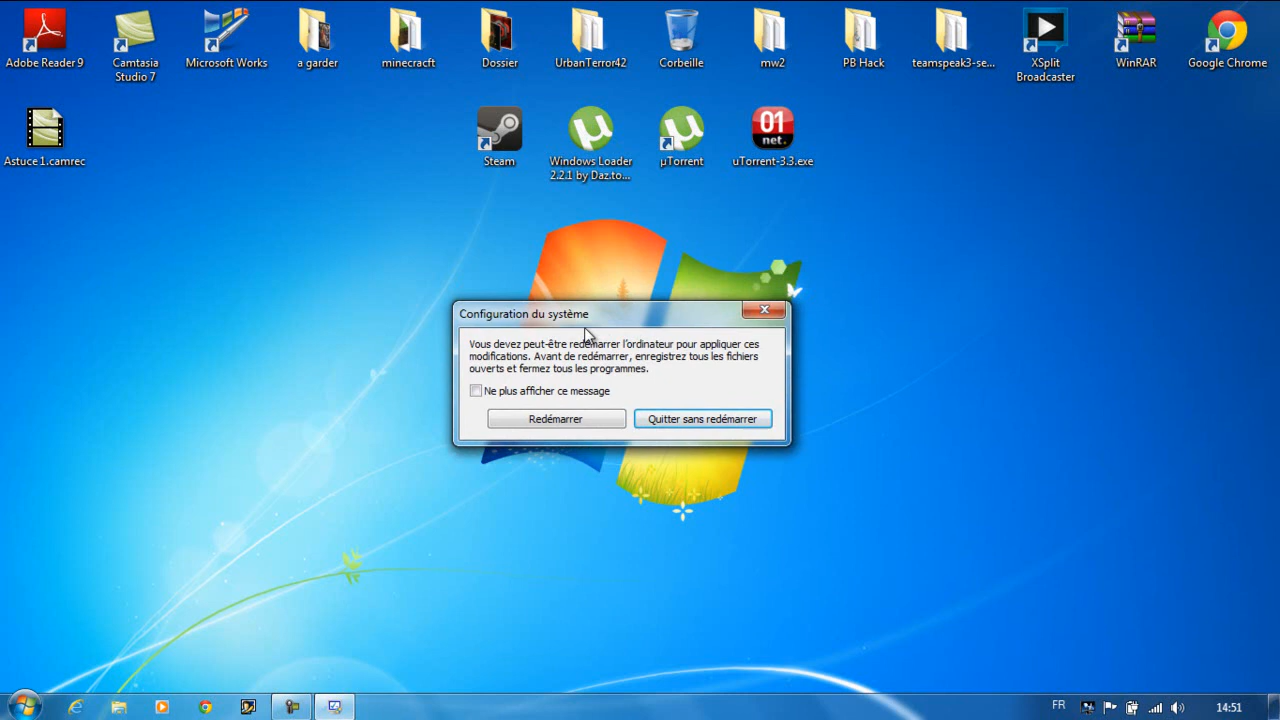 Adobe Reader 9
Camtasia
Studio 7
Microsoft Works
a garder
minecracft
Dossier
UrbanTerror42
Corbeille
mw2
PB Hack
teamspeak3-se...
XSplit
Broadcaster
WinRAR
Google Chrome
Astuce 1.camrec
Steam
Windows Loader
2.2.1 by Daz.to...
µTorrent
01
net.
uTorrent-3.3.exe
Configuration du système
Vous devez peut-être redémarrer l'ordinateur pour appliquer ces
modifications. Avant de redémarrer, enregistrez tous les fichiers
ouverts et fermez tous les programmes.
Ne plus afficher ce message
Redémarrer
Quitter sans redémarrer
FR
14:51